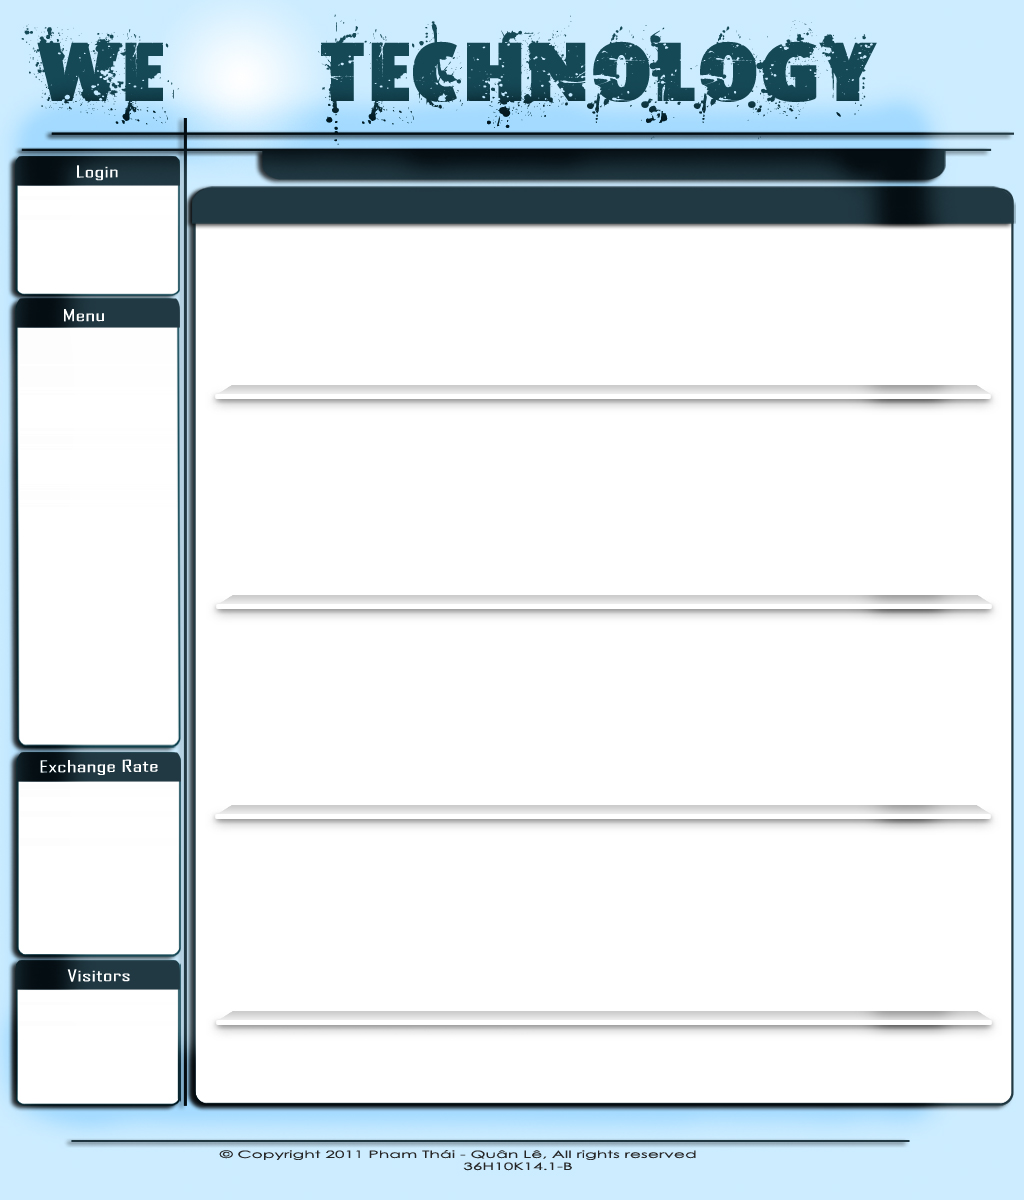 WE TECHNOLOGY
Login
Menu
Exchange Rate
Visitors
© Copyright 2011 Pham Thái - Quân Lê, All rights reserved
36H10K14.1-B